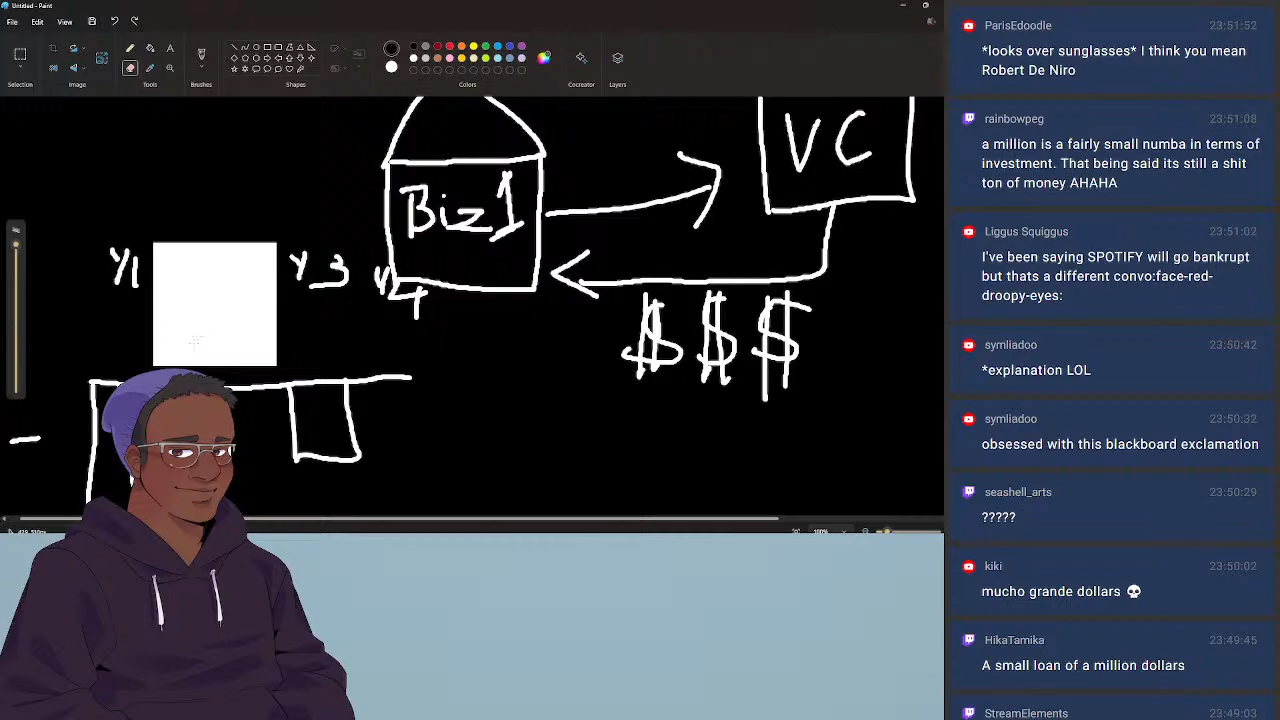 Untitled - Paint
File Edit View
Selection Image Tools Brushes Shapes Colors Cocreator Layers
VC
Biz1
Y1 Y3 Y4
$ $ $
100%
ParisEdoodle 23:51:52
*looks over sunglasses* I think you mean
Robert De Niro
rainbowpeg 23:51:08
a million is a fairly small numba in terms of
investment. That being said its still a shit
ton of money AHAHA
Liggus Squiggus 23:51:02
I've been saying SPOTIFY will go bankrupt
but thats a different convo:face-red-
droopy-eyes:
symliadoo 23:50:42
*explanation LOL
symliadoo 23:50:32
obsessed with this blackboard exclamation
seashell_arts 23:50:29
?????
kiki 23:50:02
mucho grande dollars 💀
HikaTamika 23:49:45
A small loan of a million dollars
StreamElements 23:49:03